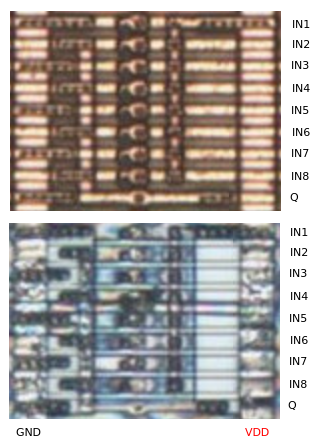 IN1
IN2
IN3
IN4
IN5
IN6
IN7
IN8
Q
IN1
IN2
IN3
IN4
IN5
IN6
IN7
IN8
Q
GND VDD